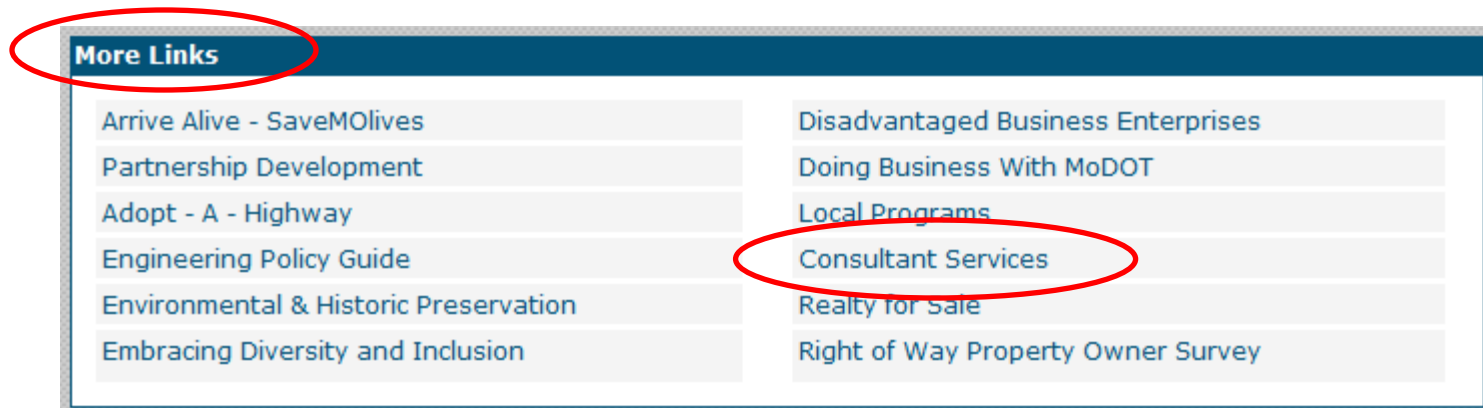 More Links
Arrive Alive - SaveMOlives
Partnership Development
Adopt - A - Highway
Engineering Policy Guide
Environmental & Historic Preservation
Embracing Diversity and Inclusion
Disadvantaged Business Enterprises
Doing Business With MoDOT
Local Programs
Consultant Services
Realty for Sale
Right of Way Property Owner Survey